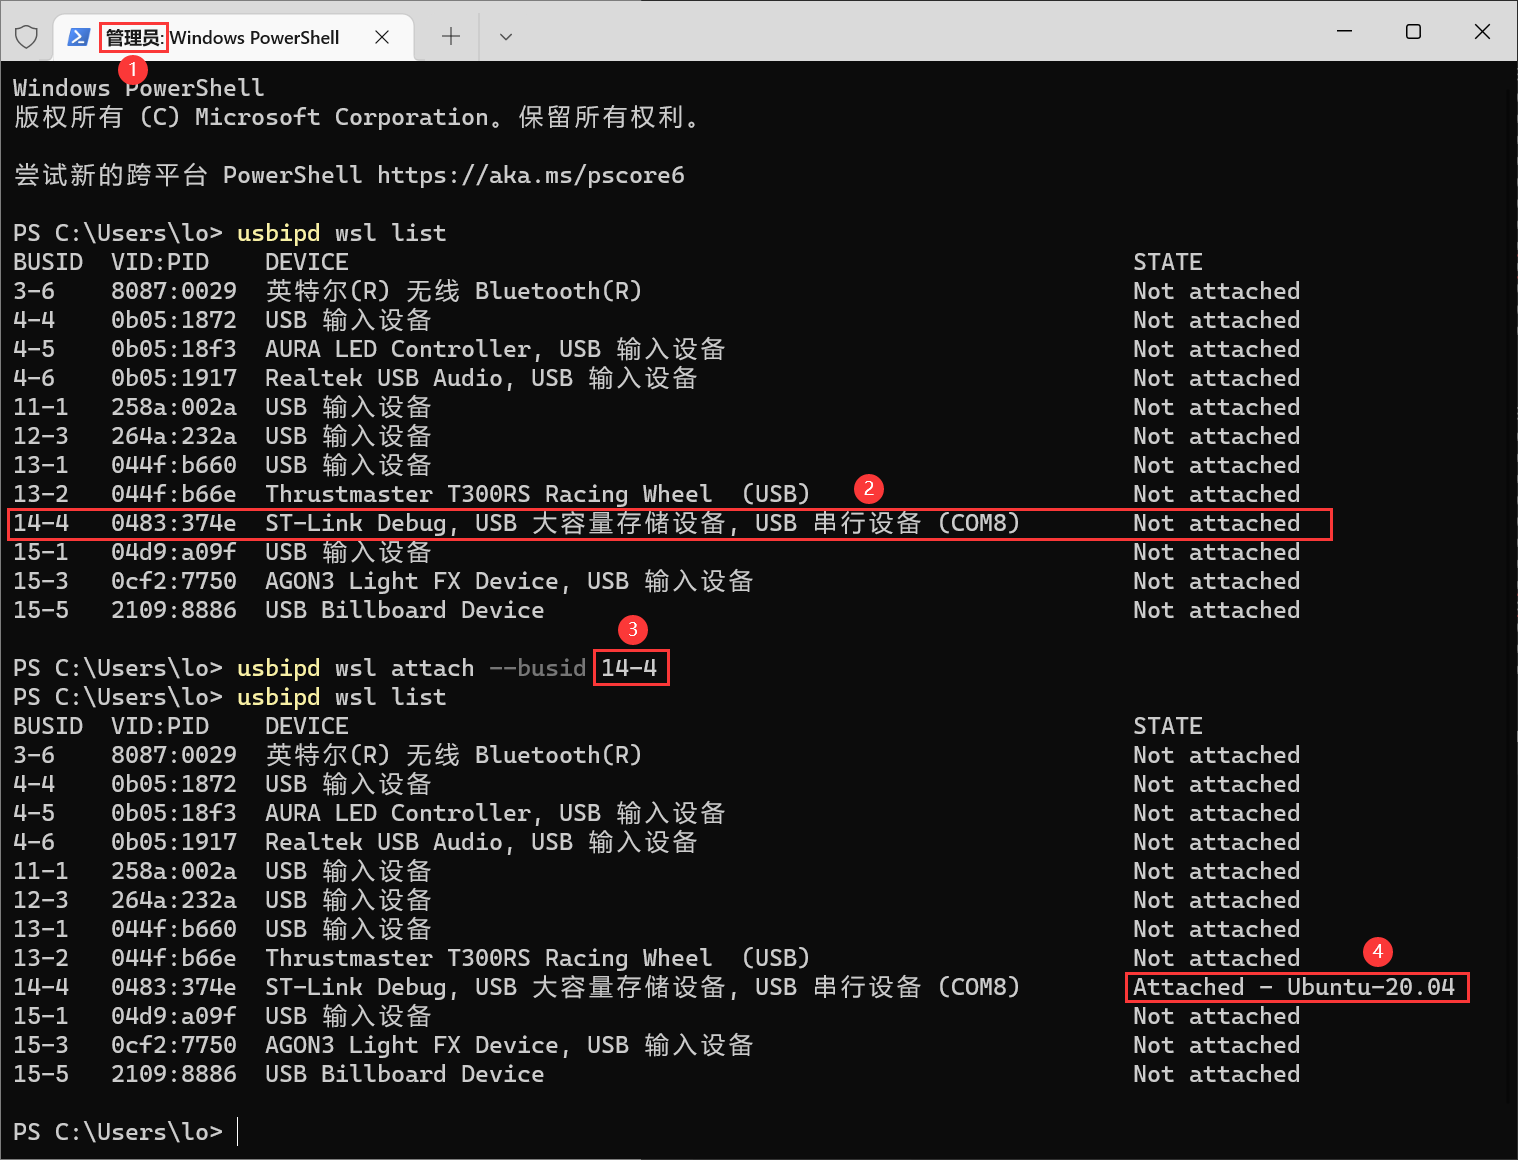 管理员: Windows PowerShell
1
Windows PowerShell
版权所有 (C) Microsoft Corporation。保留所有权利。
尝试新的跨平台 PowerShell https://aka.ms/pscore6
PS C:\Users\lo> usbipd wsl list
BUSID  VID:PID    DEVICE                                                        STATE
3-6    8087:0029  英特尔(R) 无线 Bluetooth(R)                                   Not attached
4-4    0b05:1872  USB 输入设备                                                  Not attached
4-5    0b05:18f3  AURA LED Controller, USB 输入设备                             Not attached
4-6    0b05:1917  Realtek USB Audio, USB 输入设备                               Not attached
11-1   258a:002a  USB 输入设备                                                  Not attached
12-3   264a:232a  USB 输入设备                                                  Not attached
13-1   044f:b660  USB 输入设备                                                  Not attached
13-2   044f:b66e  Thrustmaster T300RS Racing Wheel  (USB)                       Not attached
2
14-4   0483:374e  ST-Link Debug, USB 大容量存储设备, USB 串行设备 (COM8)        Not attached
15-1   04d9:a09f  USB 输入设备                                                  Not attached
15-3   0cf2:7750  AGON3 Light FX Device, USB 输入设备                           Not attached
15-5   2109:8886  USB Billboard Device                                          Not attached
3
PS C:\Users\lo> usbipd wsl attach --busid 14-4
PS C:\Users\lo> usbipd wsl list
BUSID  VID:PID    DEVICE                                                        STATE
3-6    8087:0029  英特尔(R) 无线 Bluetooth(R)                                   Not attached
4-4    0b05:1872  USB 输入设备                                                  Not attached
4-5    0b05:18f3  AURA LED Controller, USB 输入设备                             Not attached
4-6    0b05:1917  Realtek USB Audio, USB 输入设备                               Not attached
11-1   258a:002a  USB 输入设备                                                  Not attached
12-3   264a:232a  USB 输入设备                                                  Not attached
13-1   044f:b660  USB 输入设备                                                  Not attached
13-2   044f:b66e  Thrustmaster T300RS Racing Wheel  (USB)                       Not attached
4
14-4   0483:374e  ST-Link Debug, USB 大容量存储设备, USB 串行设备 (COM8)        Attached - Ubuntu-20.04
15-1   04d9:a09f  USB 输入设备                                                  Not attached
15-3   0cf2:7750  AGON3 Light FX Device, USB 输入设备                           Not attached
15-5   2109:8886  USB Billboard Device                                          Not attached
PS C:\Users\lo>